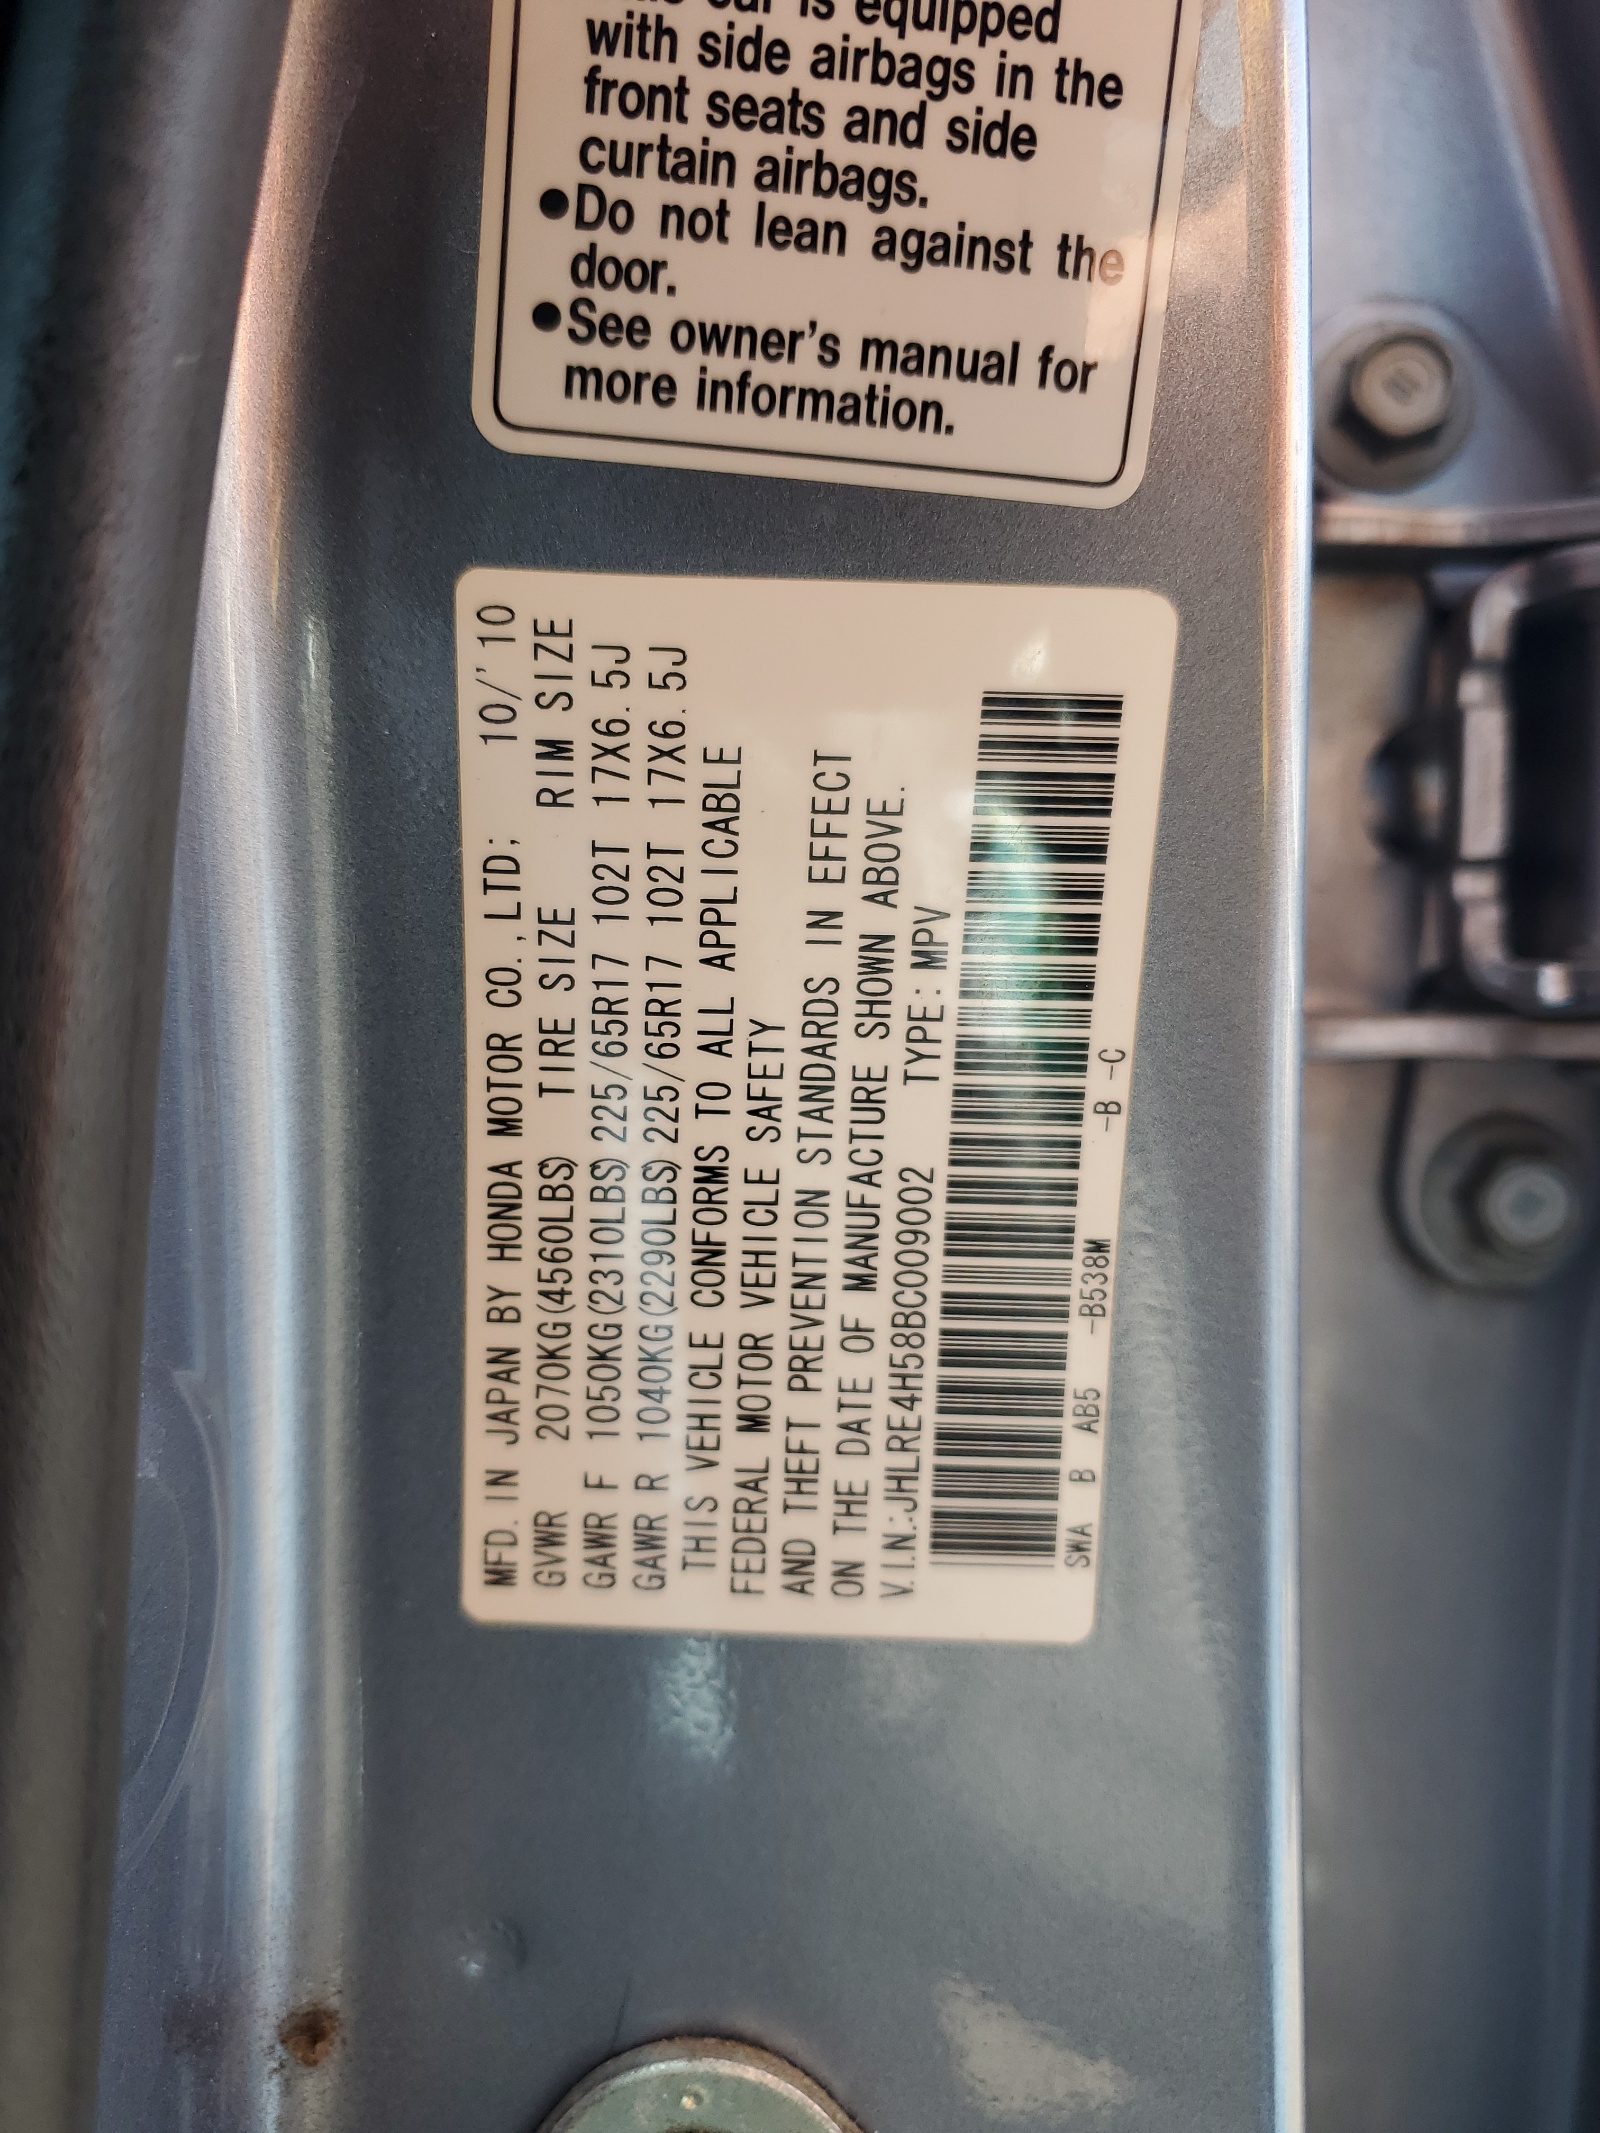 is equipped
with side airbags in the
front seats and side
curtain airbags.
●Do not lean against the
door.
●See owner's manual for
more information.
MFD. IN JAPAN BY HONDA MOTOR CO.,LTD; 10/'10
GVWR 2070KG(4560LBS) TIRE SIZE RIM SIZE
GAWR F 1050KG(2310LBS)225/65R17 102T 17X6.5J
GAWR R 1040KG(2290LBS)225/65R17 102T 17X6.5J
THIS VEHICLE CONFORMS TO ALL APPLICABLE
FEDERAL MOTOR VEHICLE SAFETY
AND THEFT PREVENTION STANDARDS IN EFFECT
ON THE DATE OF MANUFACTURE SHOWN ABOVE.
V.I.N.:JHLRE4H58BC009002 TYPE:MPV
SWA B AB5 -B538M -B -C